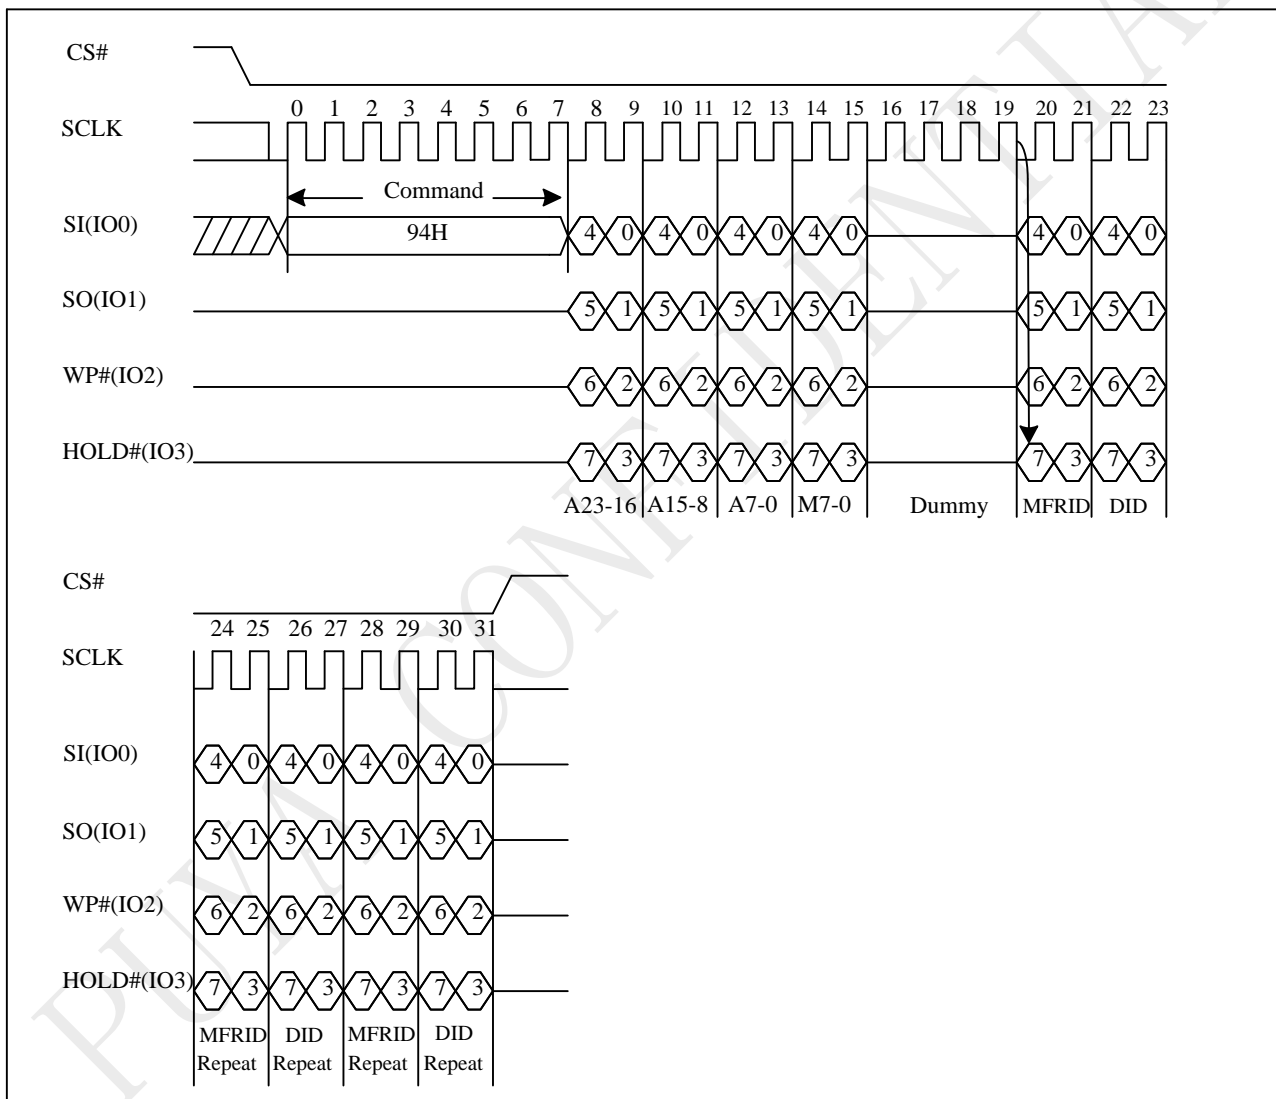 CS#
0 1 2 3 4 5 6 7 8 9 10 11 12 13 14 15 16 17 18 19 20 21 22 23
SCLK
Command
SI(IO0) 94H 4 0 4 0 4 0 4 0 4 0 4 0
SO(IO1) 5 1 5 1 5 1 5 1 5 1 5 1
WP#(IO2) 6 2 6 2 6 2 6 2 6 2 6 2
HOLD#(IO3) 7 3 7 3 7 3 7 3 7 3 7 3
A23-16 A15-8 A7-0 M7-0 Dummy MFRID DID
CS#
24 25 26 27 28 29 30 31
SCLK
SI(IO0) 4 0 4 0 4 0 4 0
SO(IO1) 5 1 5 1 5 1 5 1
WP#(IO2) 6 2 6 2 6 2 6 2
HOLD#(IO3) 7 3 7 3 7 3 7 3
MFRID DID MFRID DID
Repeat Repeat Repeat Repeat
PUYA CONFIDENTIAL